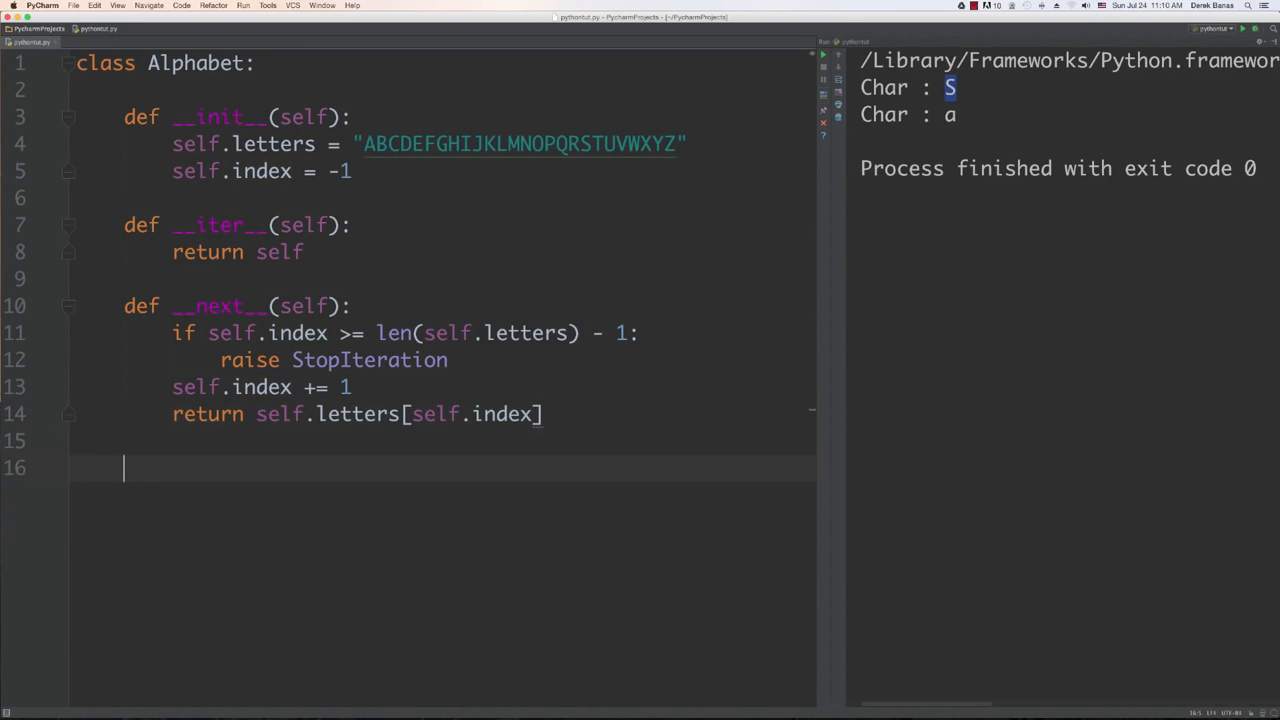 PyCharm File Edit View Navigate Code Refactor Run Tools VCS Window Help
10 Sun Jul 24 11:10 AM Derek Banas
pythontut.py - PycharmProjects - [~/PycharmProjects]
PycharmProjects pythontut.py
pythontut
pythontut.py
Run: pythontut
1 class Alphabet:
2
3 def __init__(self):
4 self.letters = "ABCDEFGHIJKLMNOPQRSTUVWXYZ"
5 self.index = -1
6
7 def __iter__(self):
8 return self
9
10 def __next__(self):
11 if self.index >= len(self.letters) - 1:
12 raise StopIteration
13 self.index += 1
14 return self.letters[self.index]
15
16
/Library/Frameworks/Python.framewor
Char : S
Char : a
Process finished with exit code 0
16:5 LF÷ UTF-8÷